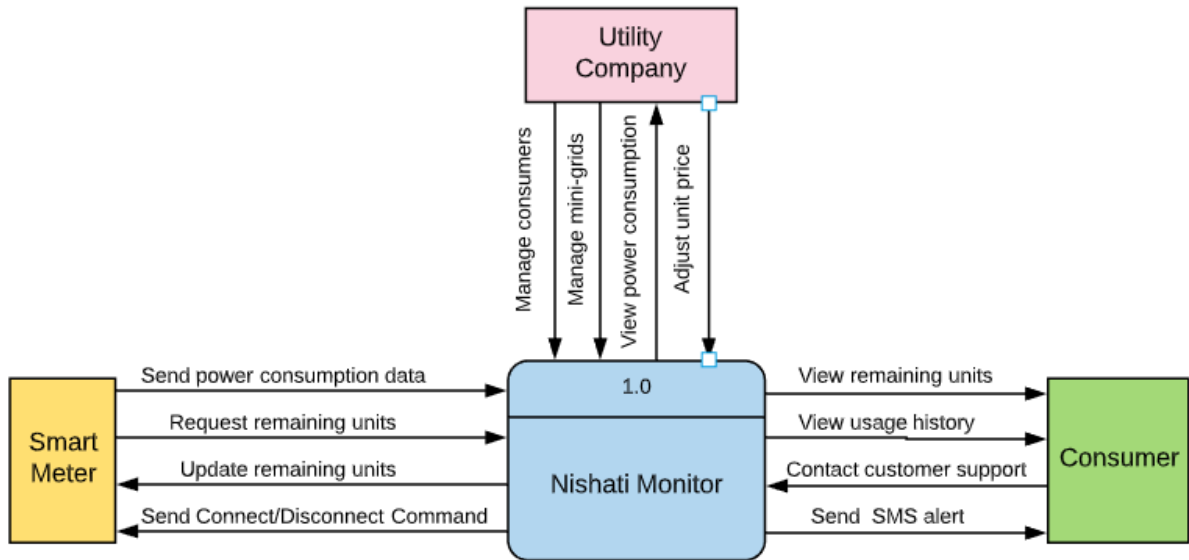 Utility
Company
Manage consumers
Manage mini-grids
View power consumption
Adjust unit price
Send power consumption data
Request remaining units
Update remaining units
Send Connect/Disconnect Command
Smart
Meter
1.0
Nishati Monitor
View remaining units
View usage history
Contact customer support
Send SMS alert
Consumer